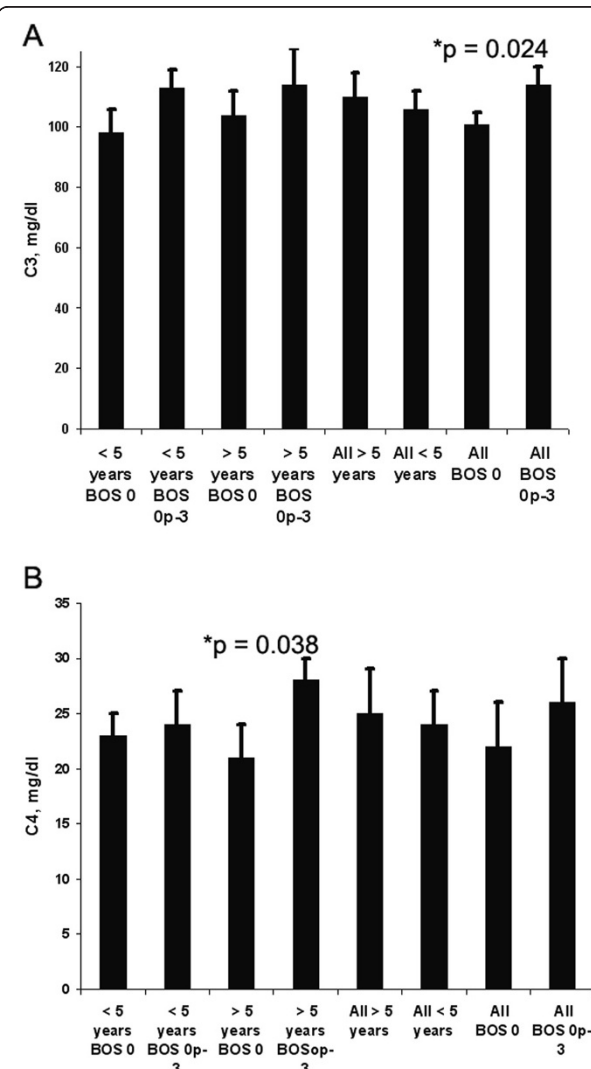 A
*p = 0.024
120
100
80
60
40
20
0
C3, mg/dl
< 5 years BOS 0
< 5 years BOS 0p-3
> 5 years BOS 0
> 5 years BOS 0p-3
All > 5 years
All < 5 years
All BOS 0
All BOS 0p-3
B
*p = 0.038
35
30
25
20
15
10
5
0
C4, mg/dl
< 5 years BOS 0
< 5 years BOS 0p-3
> 5 years BOS 0
> 5 years BOSop-3
All > 5 years
All < 5 years
All BOS 0
All BOS 0p-3